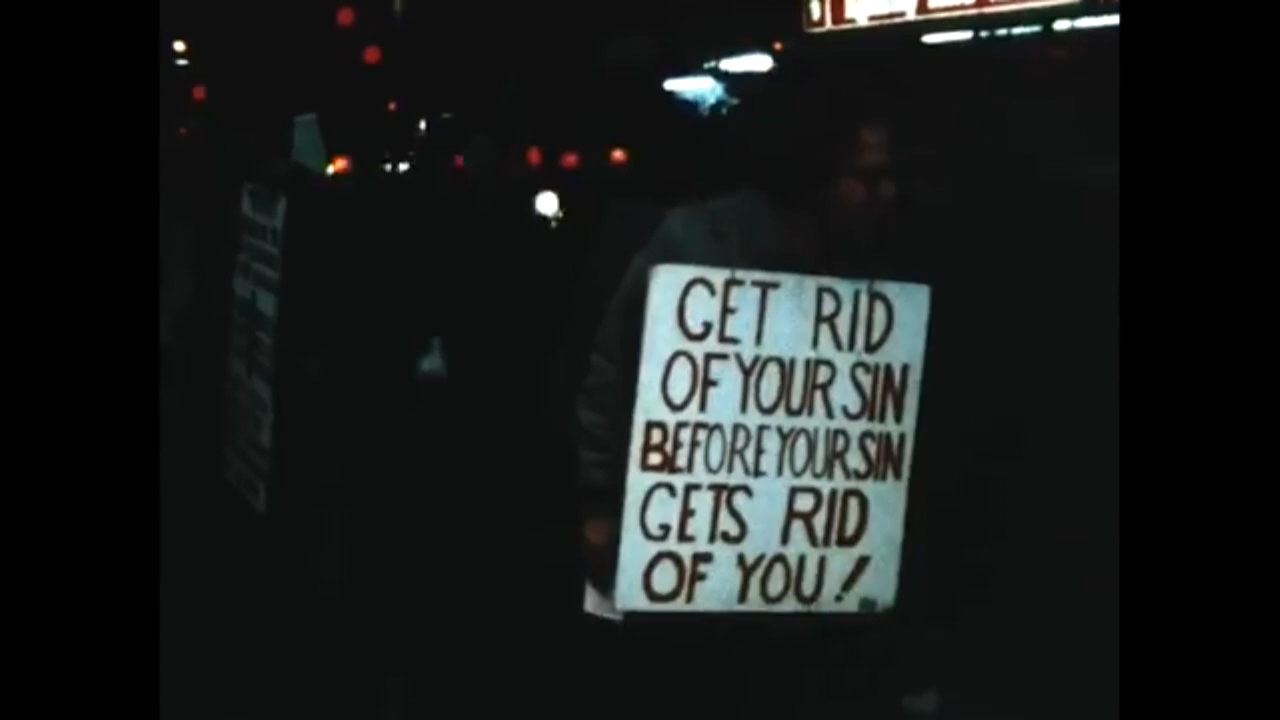 GET RID
OF YOUR SIN
BEFORE YOUR SIN
GETS RID
OF YOU!